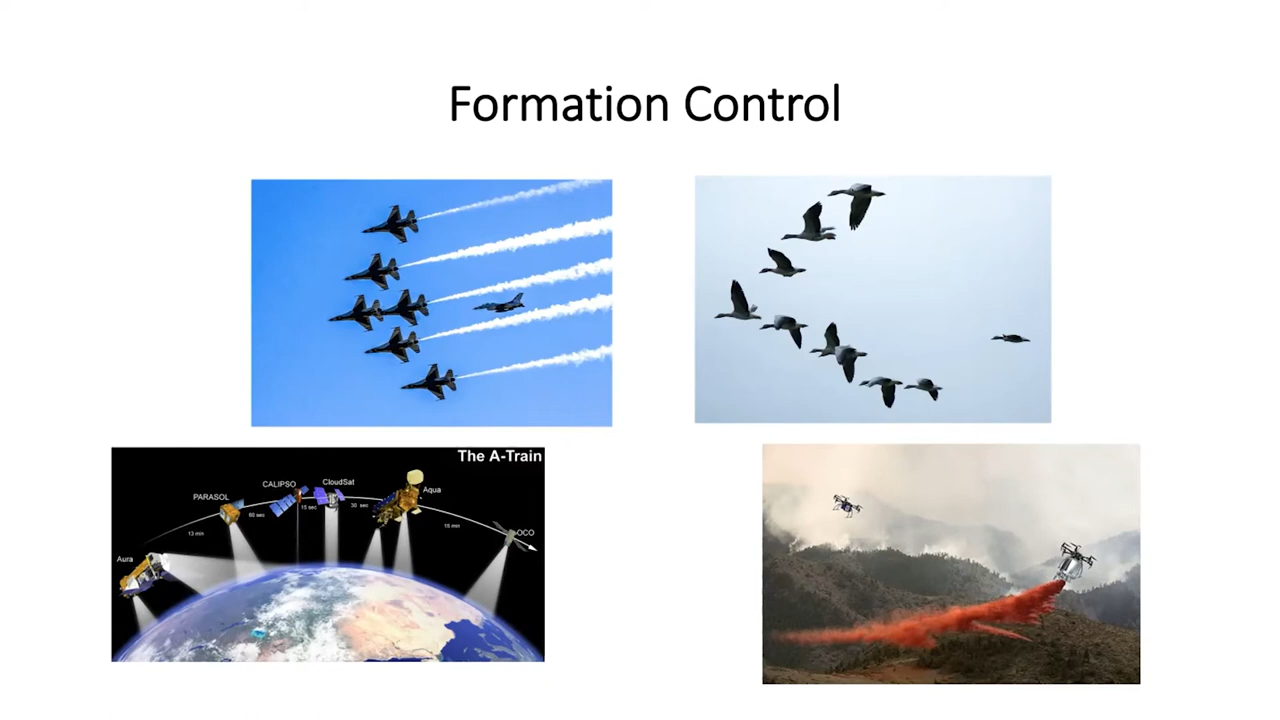 Formation Control
The A-Train
CALIPSO
CloudSat
PARASOL
Aqua
60 sec
15 sec
30 sec
13 min
15 min
OCO
Aura